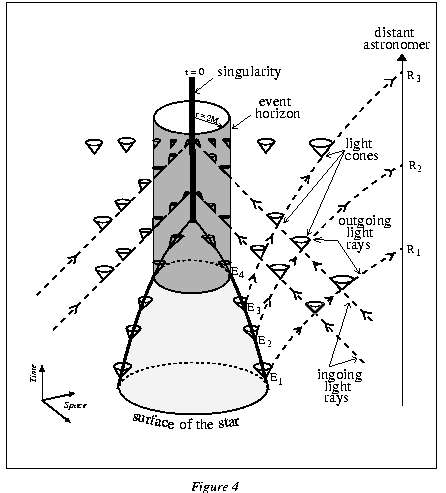 distant
astronomer
t = 0
singularity
R3
event
horizon
r = 2M
light
cones
R2
outgoing
light
rays
R1
E4
E3
E2
E1
ingoing
light
rays
Time
Space
surface of the star
Figure 4